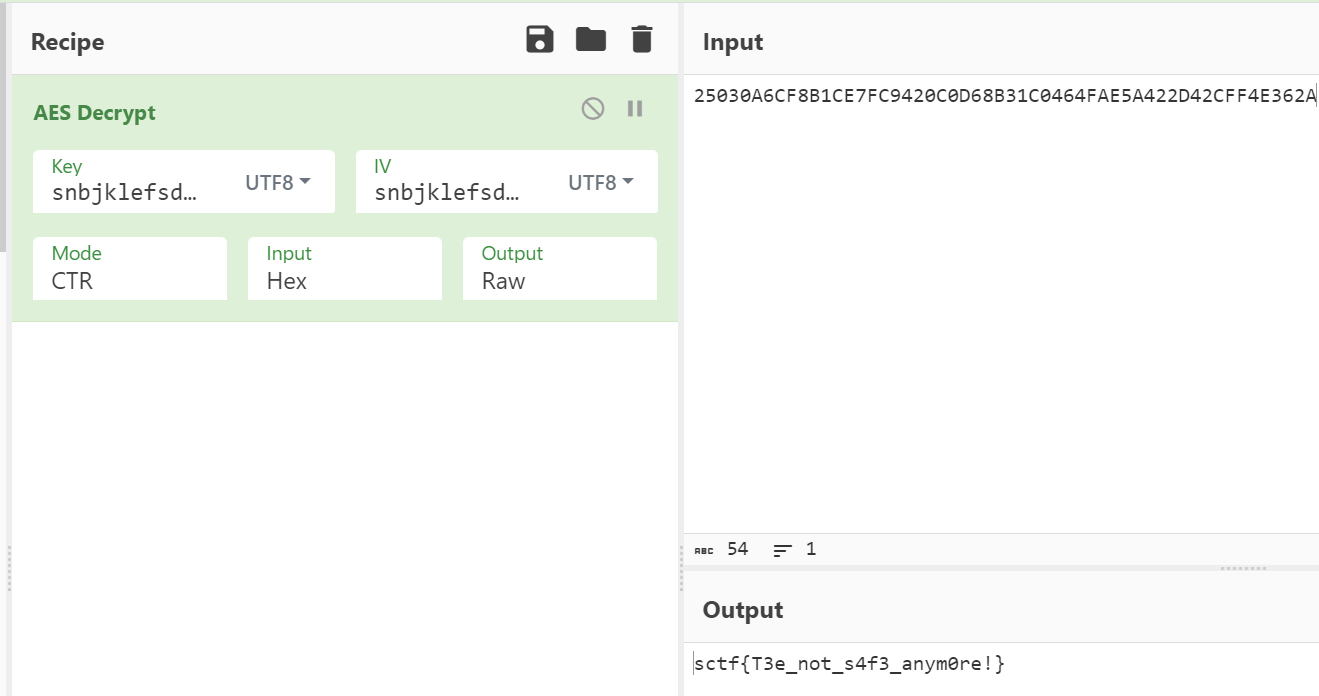 Recipe
AES Decrypt
Key
snbjklefsd…
UTF8
IV
snbjklefsd…
UTF8
Mode
CTR
Input
Hex
Output
Raw
Input
25030A6CF8B1CE7FC9420C0D68B31C0464FAE5A422D42CFF4E362A
ABC 54 1
Output
sctf{T3e_not_s4f3_anym0re!}